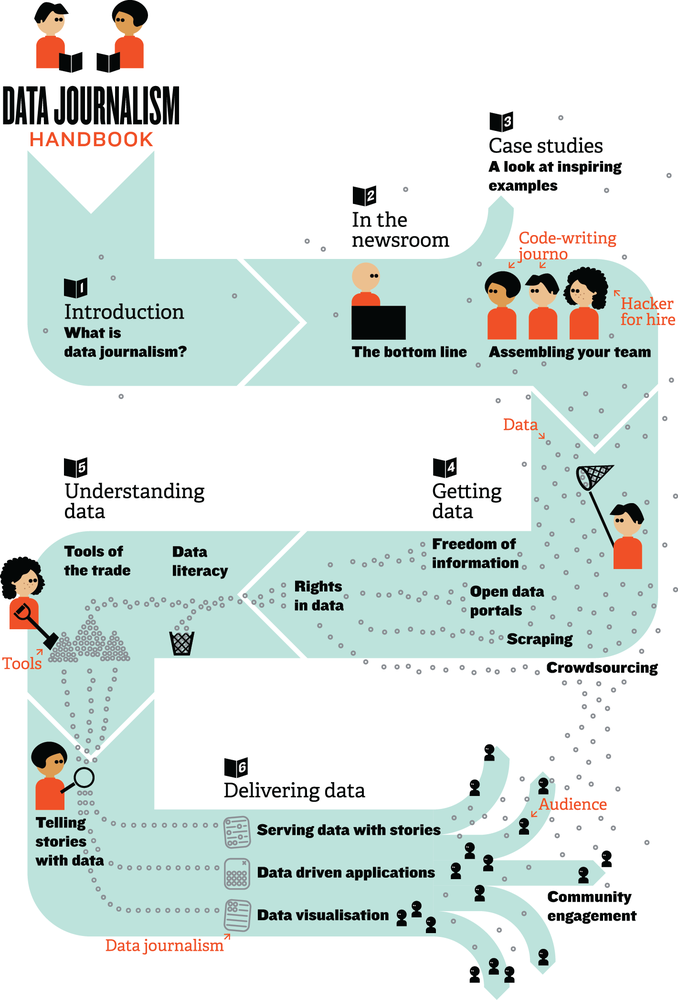 DATA JOURNALISM
HANDBOOK
1
Introduction
What is
data journalism?
2
In the
newsroom
The bottom line
3
Case studies
A look at inspiring
examples
Code-writing
journo
Hacker
for hire
Assembling your team
Data
4
Getting
data
Freedom of
information
Open data
portals
Scraping
Crowdsourcing
Rights
in data
5
Understanding
data
Tools of
the trade
Data
literacy
Tools
Telling
stories
with data
6
Delivering data
Serving data with stories
Data driven applications
Data visualisation
Data journalism
Audience
Community
engagement